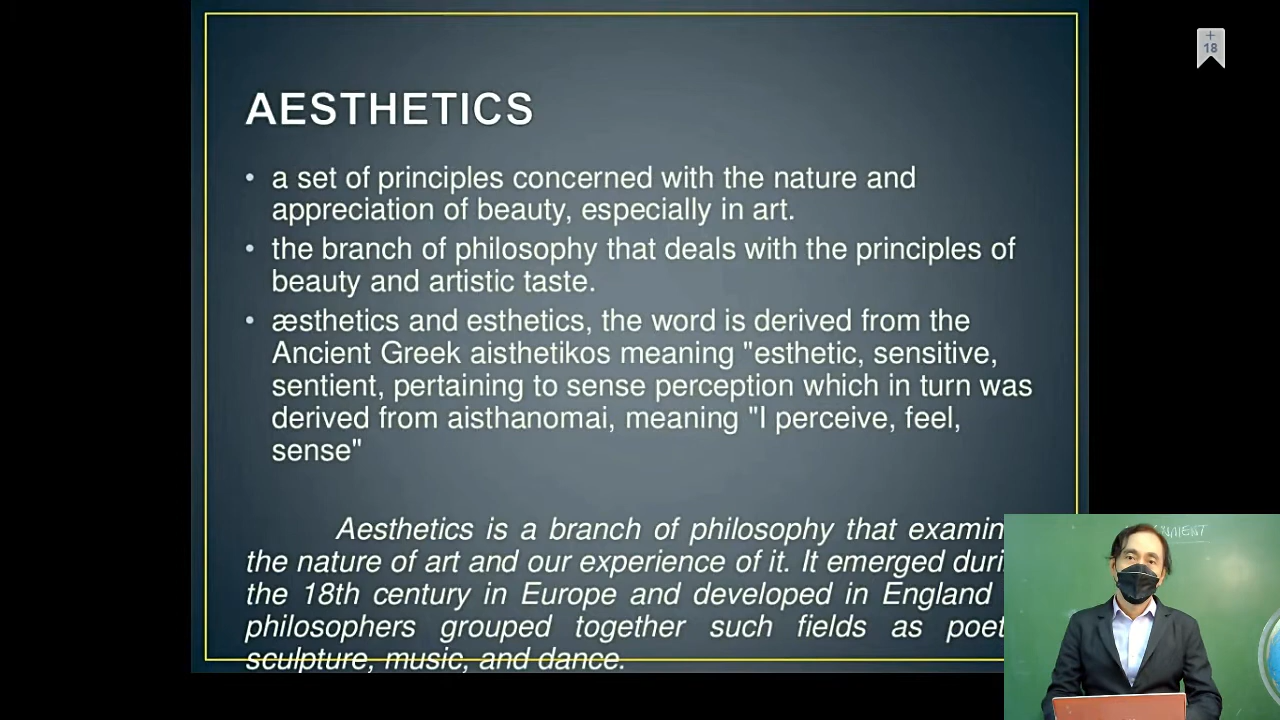 +
18
AESTHETICS
• a set of principles concerned with the nature and
appreciation of beauty, especially in art.
• the branch of philosophy that deals with the principles of
beauty and artistic taste.
• æsthetics and esthetics, the word is derived from the
Ancient Greek aisthetikos meaning "esthetic, sensitive,
sentient, pertaining to sense perception which in turn was
derived from aisthanomai, meaning "I perceive, feel,
sense"
Aesthetics is a branch of philosophy that examin
the nature of art and our experience of it. It emerged duri
the 18th century in Europe and developed in England
philosophers grouped together such fields as poet
sculpture, music, and dance.